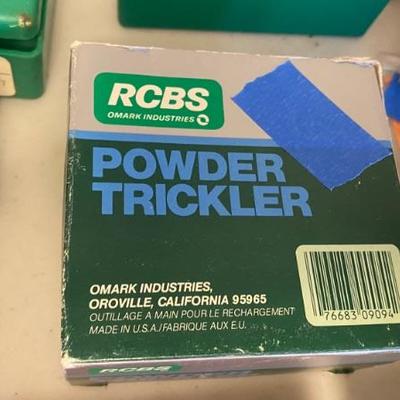 RCBS
OMARK INDUSTRIES
POWDER
TRICKLER
OMARK INDUSTRIES,
OROVILLE, CALIFORNIA 95965
OUTILLAGE A MAIN POUR LE RECHARGEMENT
MADE IN U.S.A./FABRIQUE AUX E.U.
76683 09094
RCBS